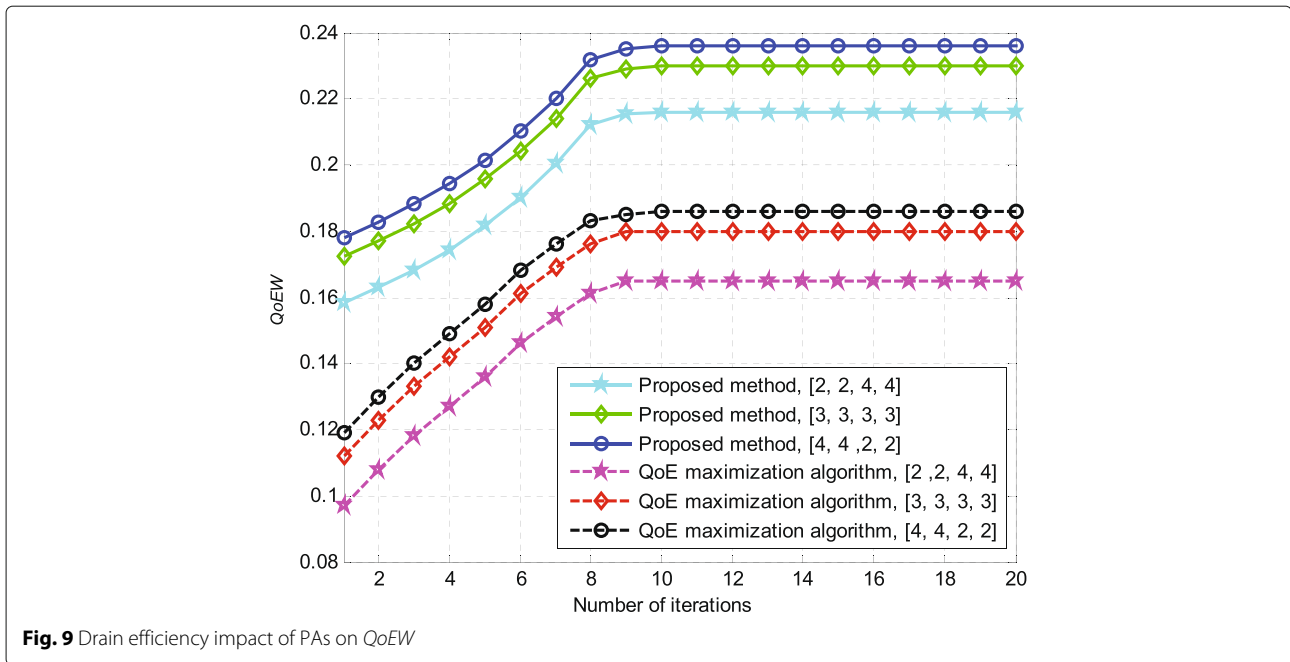 0.24
0.22
0.2
0.18
0.16
0.14
0.12
0.1
0.08
QoEW
2 4 6 8 10 12 14 16 18 20
Number of iterations
Proposed method, [2, 2, 4, 4]
Proposed method, [3, 3, 3, 3]
Proposed method, [4, 4 ,2, 2]
QoE maximization algorithm, [2 ,2, 4, 4]
QoE maximization algorithm, [3, 3, 3, 3]
QoE maximization algorithm, [4, 4, 2, 2]
Fig. 9 Drain efficiency impact of PAs on QoEW